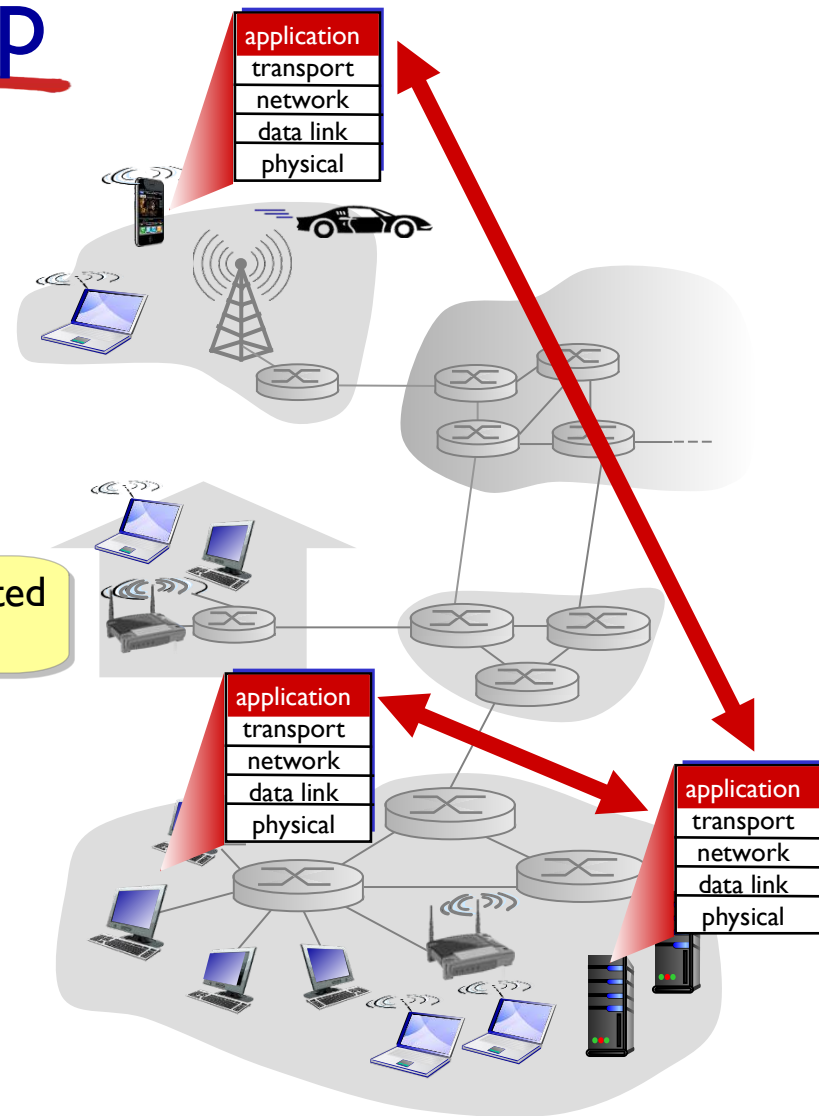 p
application
transport
network
data link
physical
ted
application
transport
network
data link
physical
application
transport
network
data link
physical